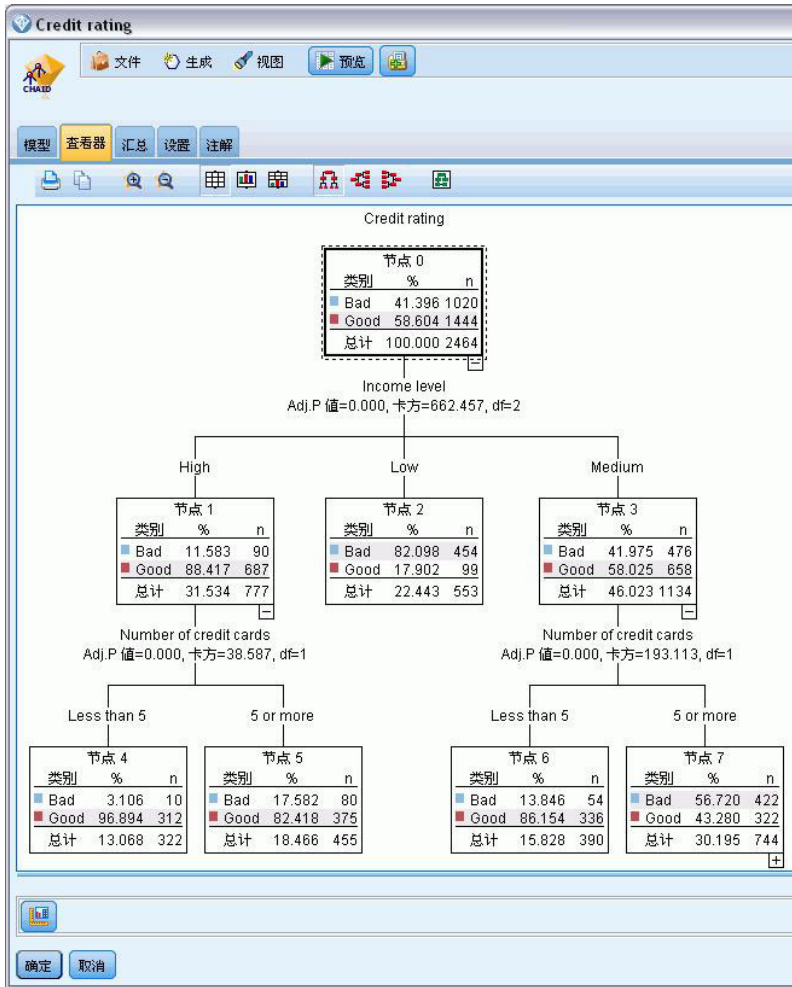 Credit rating
CHAID
文件 生成 视图 预览
模型 查看器 汇总 设置 注解
Credit rating
节点 0
类别 % n
Bad 41.396 1020
Good 58.604 1444
总计 100.000 2464
Income level
Adj.P 值=0.000, 卡方=662.457, df=2
High Low Medium
节点 1
类别 % n
Bad 11.583 90
Good 88.417 687
总计 31.534 777
节点 2
类别 % n
Bad 82.098 454
Good 17.902 99
总计 22.443 553
节点 3
类别 % n
Bad 41.975 476
Good 58.025 658
总计 46.023 1134
Number of credit cards
Adj.P 值=0.000, 卡方=38.587, df=1
Number of credit cards
Adj.P 值=0.000, 卡方=193.113, df=1
Less than 5 5 or more Less than 5 5 or more
节点 4
类别 % n
Bad 3.106 10
Good 96.894 312
总计 13.068 322
节点 5
类别 % n
Bad 17.582 80
Good 82.418 375
总计 18.466 455
节点 6
类别 % n
Bad 13.846 54
Good 86.154 336
总计 15.828 390
节点 7
类别 % n
Bad 56.720 422
Good 43.280 322
总计 30.195 744
确定 取消